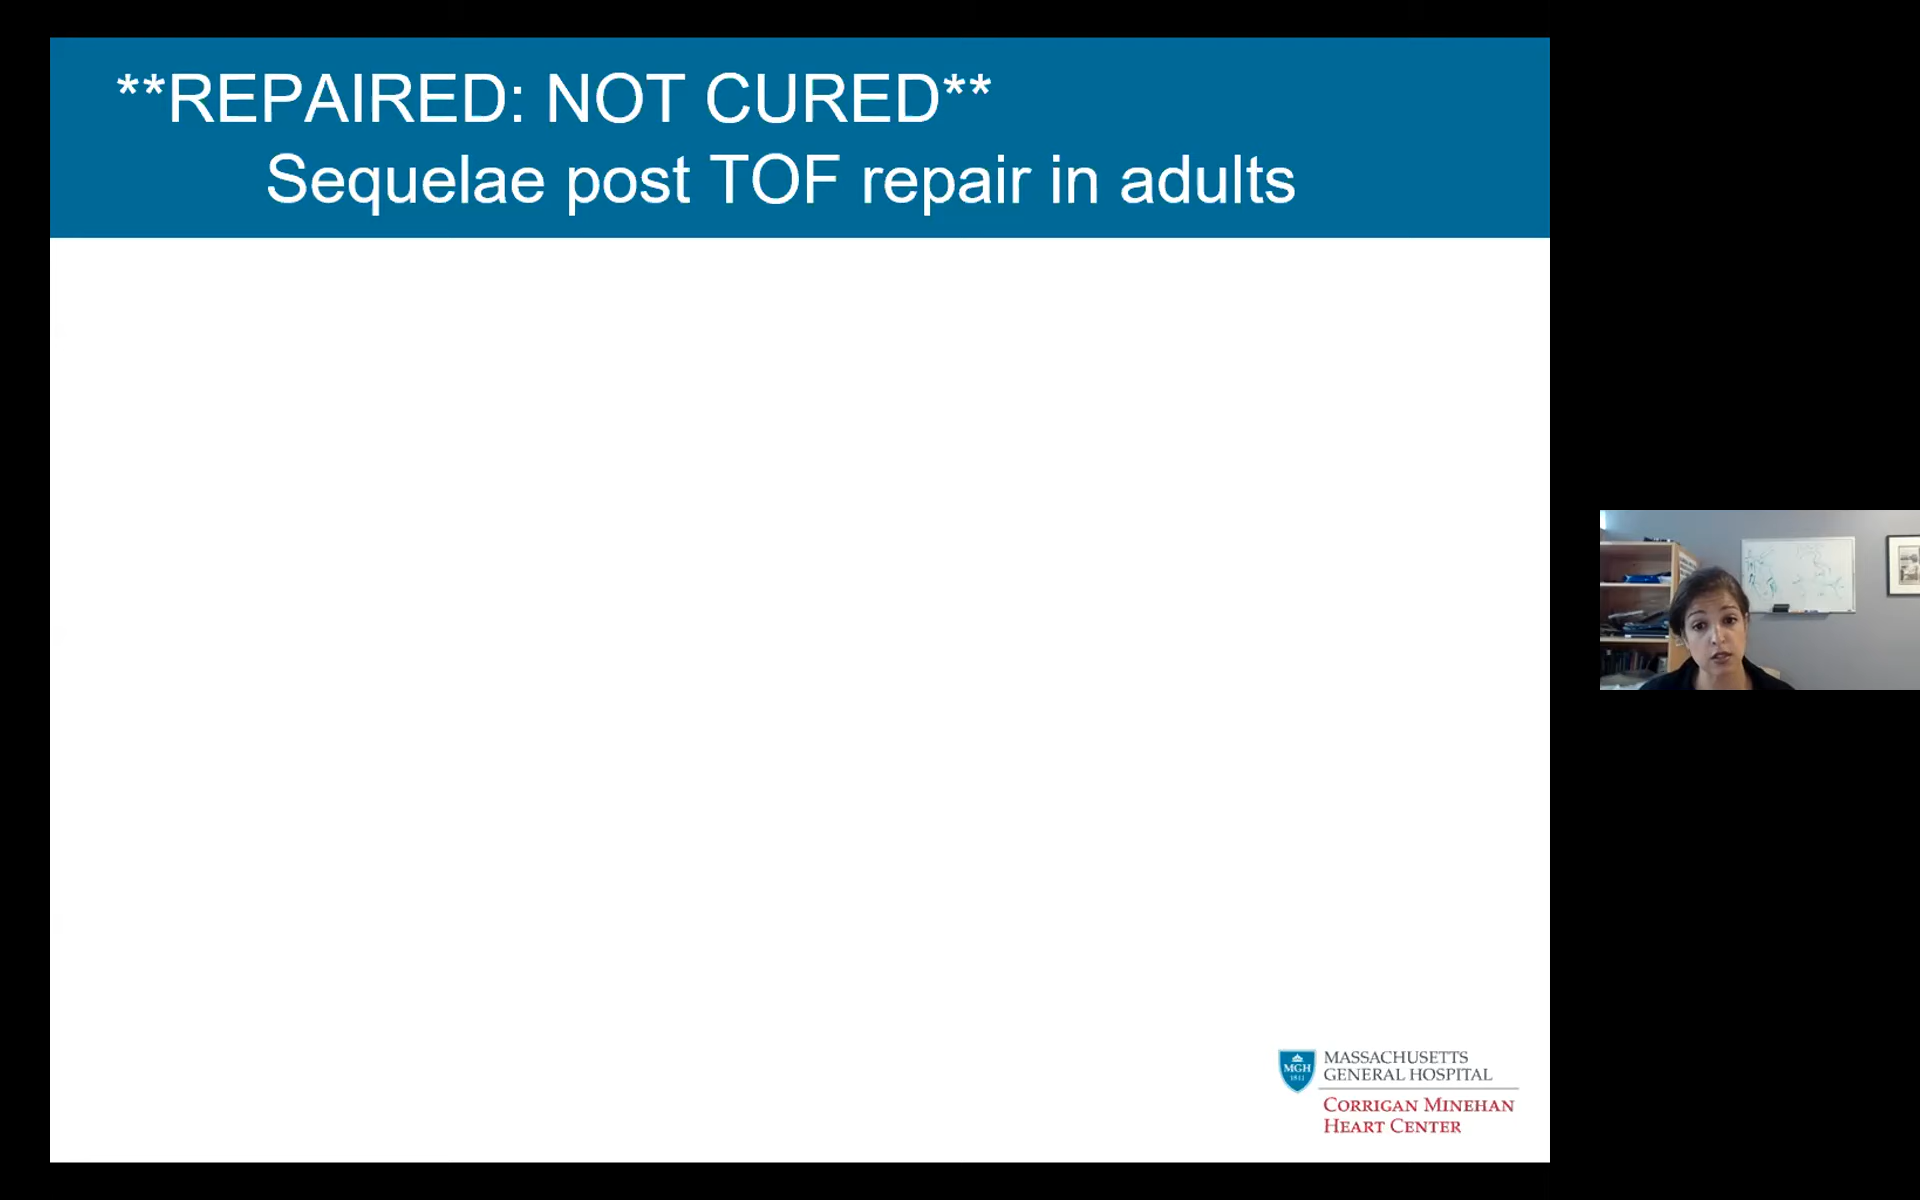 **REPAIRED: NOT CURED**
Sequelae post TOF repair in adults
MGH
1811
MASSACHUSETTS
GENERAL HOSPITAL
CORRIGAN MINEHAN
HEART CENTER